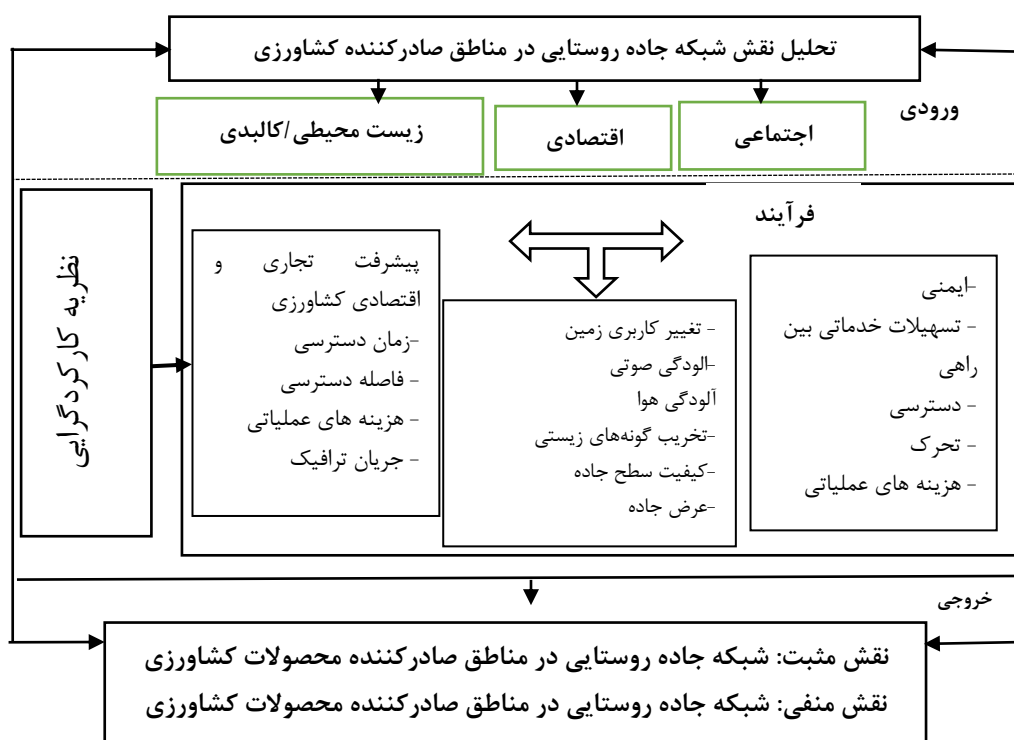 تحلیل نقش شبکه جاده روستایی در مناطق صادرکننده کشاورزی
ورودی
اجتماعی
اقتصادی
زیست محیطی/کالبدی
فرآیند
-ایمنی
- تسهیلات خدماتی بین
راهی
- دسترسی
- تحرک
- هزینه های عملیاتی
- تغییر کاربری زمین
-الودگی صوتی
آلودگی هوا
-تخریب گونه‌های زیستی
-کیفیت سطح جاده
-عرض جاده
پیشرفت تجاری و
اقتصادی کشاورزی
-زمان دسترسی
- فاصله دسترسی
- هزینه های عملیاتی
- جریان ترافیک
نظریه کارکردگرایی
خروجی
نقش مثبت: شبکه جاده روستایی در مناطق صادرکننده محصولات کشاورزی
نقش منفی: شبکه جاده روستایی در مناطق صادرکننده محصولات کشاورزی